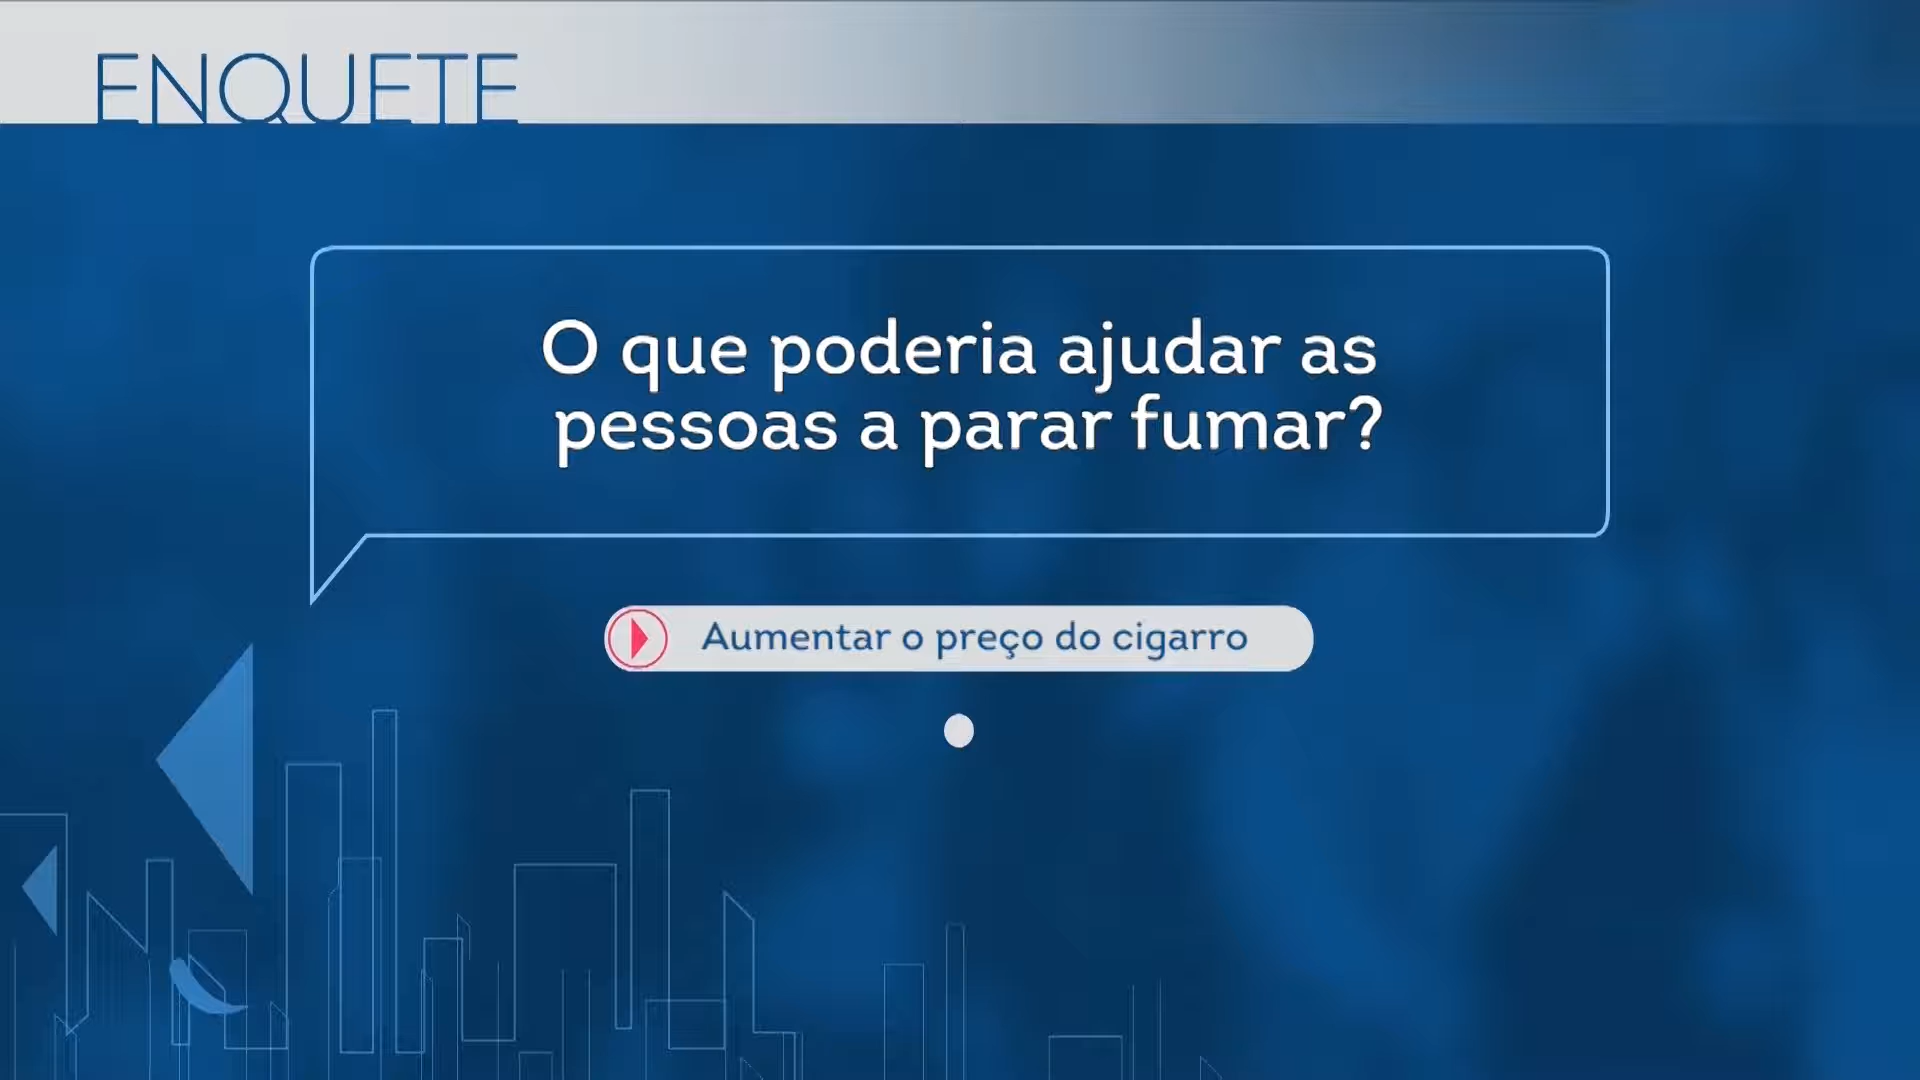 ENQUETE
O que poderia ajudar as
pessoas a parar fumar?
Aumentar o preço do cigarro